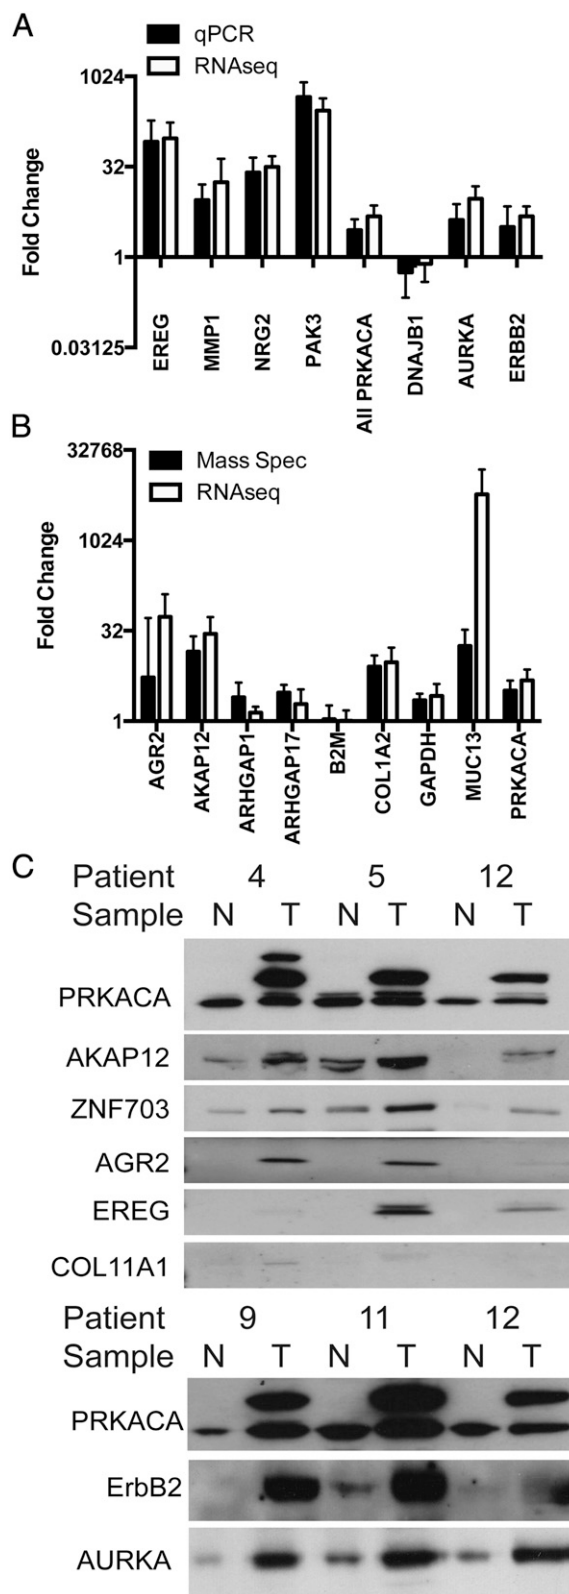 A
qPCR
RNAseq
1024
32
1
0.03125
Fold Change
EREG
MMP1
NRG2
PAK3
All PRKACA
DNAJB1
AURKA
ERBB2
B
32768
Mass Spec
RNAseq
1024
32
1
Fold Change
AGR2
AKAP12
ARHGAP1
ARHGAP17
B2M
COL1A2
GAPDH
MUC13
PRKACA
C
Patient 4 5 12
Sample N T N T N T
PRKACA
AKAP12
ZNF703
AGR2
EREG
COL11A1
Patient 9 11 12
Sample N T N T N T
PRKACA
ErbB2
AURKA